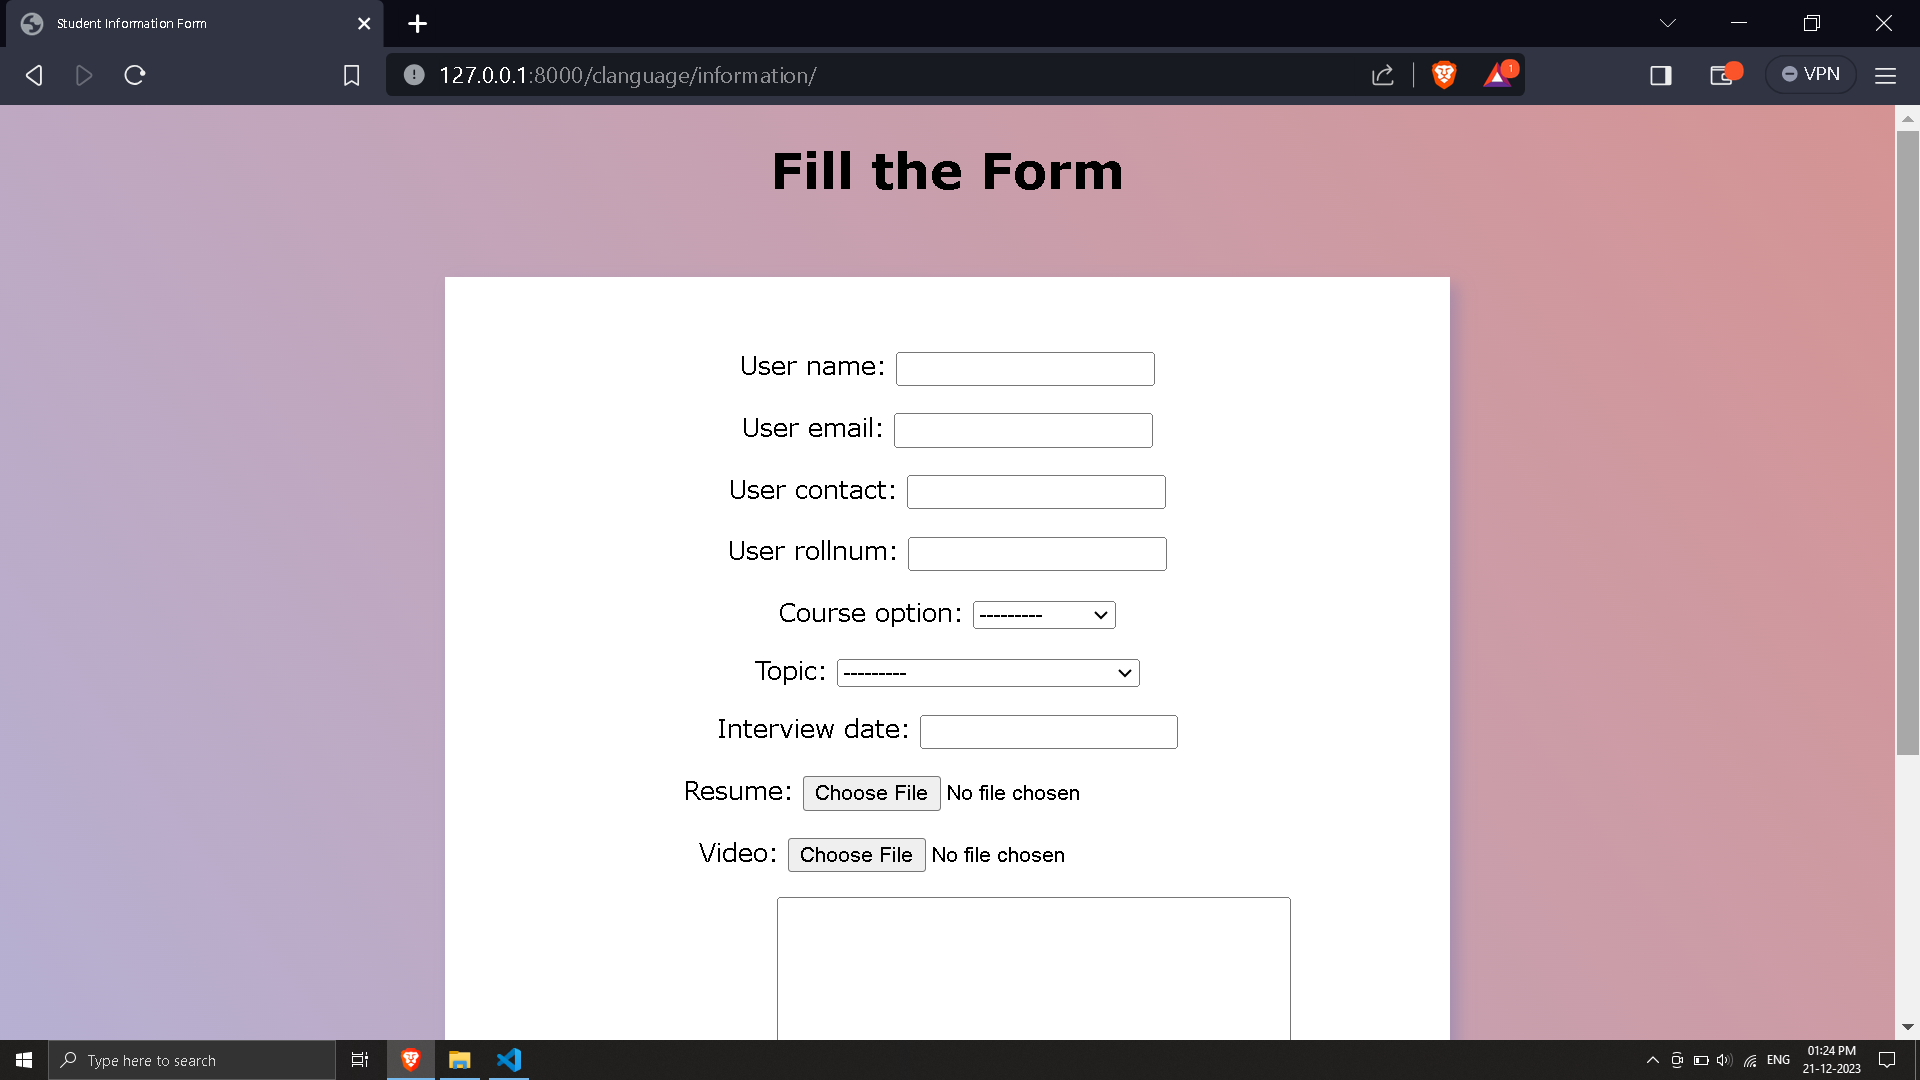 Student Information Form
127.0.0.1:8000/clanguage/information/
1
VPN
Fill the Form
User name:
User email:
User contact:
User rollnum:
Course option: ---------
Topic: ---------
Interview date:
Resume: Choose File No file chosen
Video: Choose File No file chosen
Type here to search
ENG
01:24 PM
21-12-2023